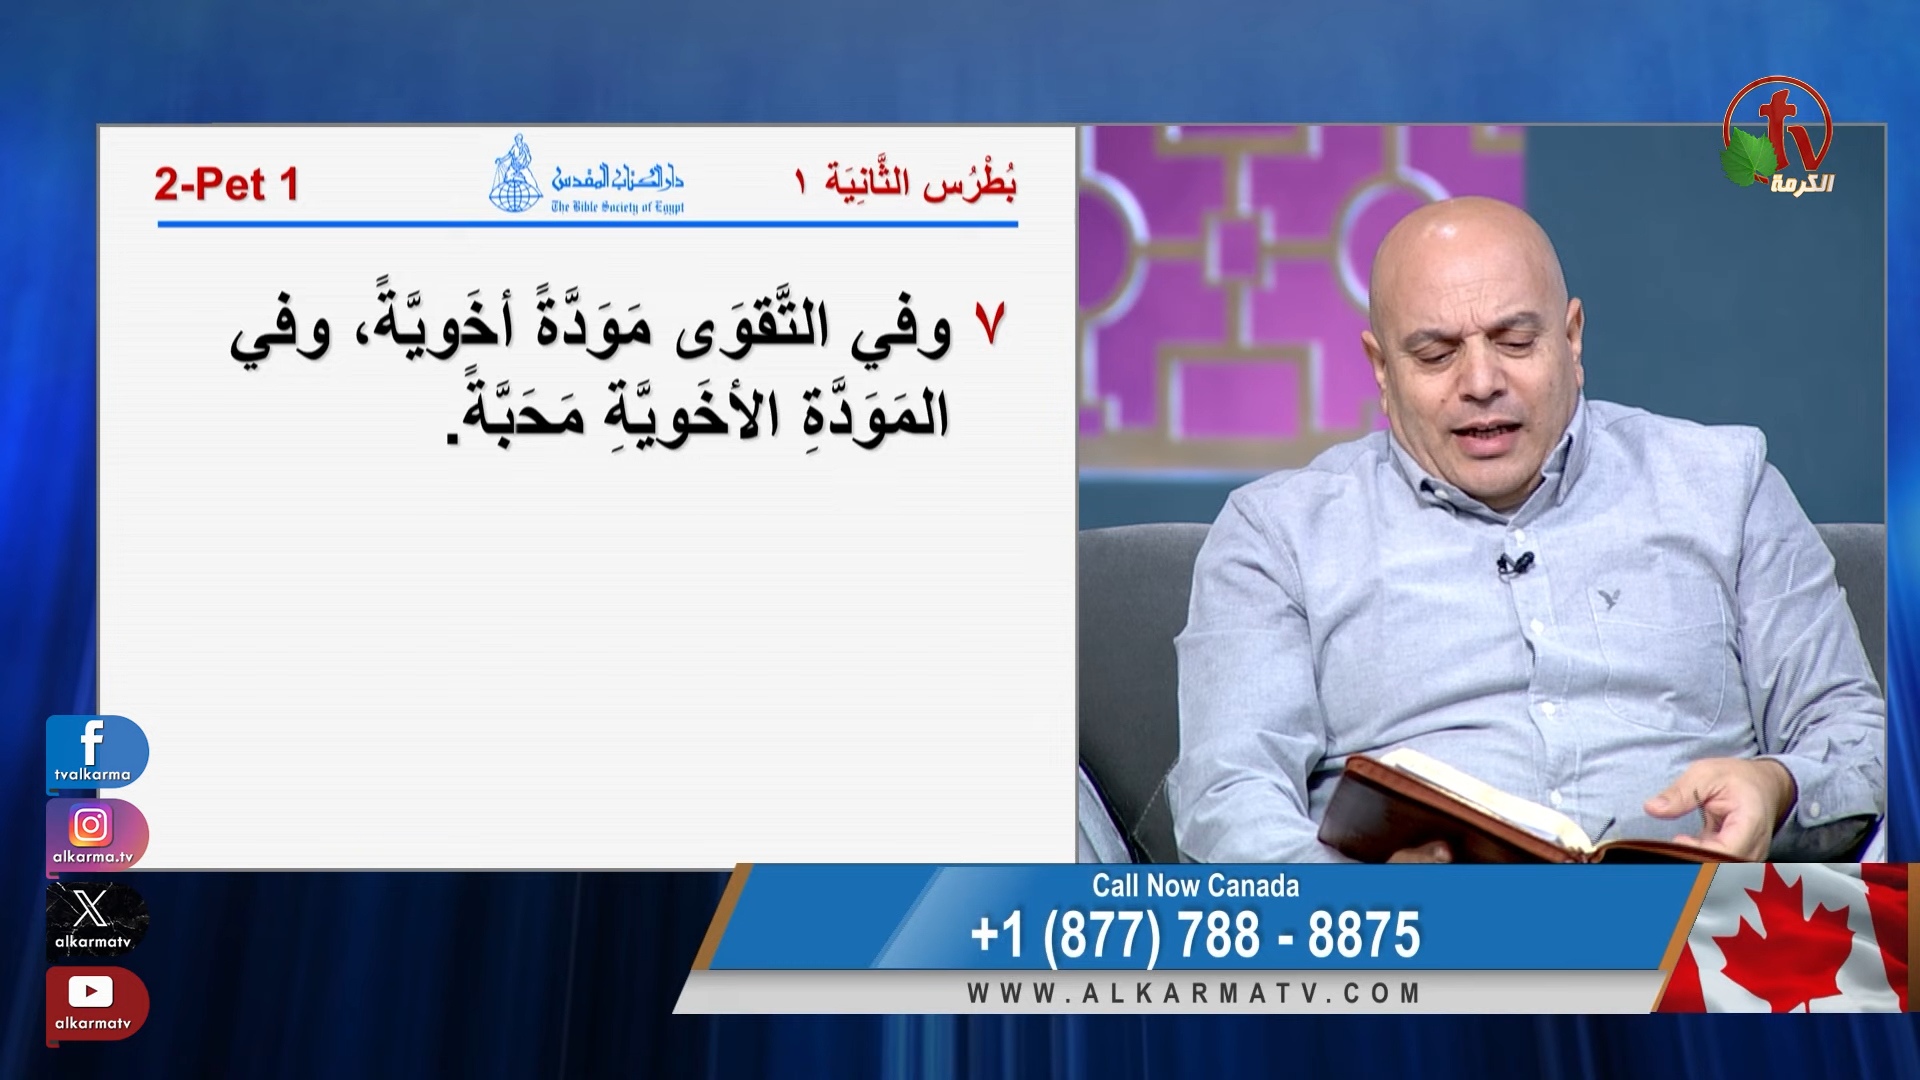 2-Pet 1
دار الكتاب المقدس
The Bible Society of Egypt
بُطْرُس الثَّانِيَة ١
٧ وفي التَّقوَى مَوَدَّةً أخَويَّةً، وفي
المَوَدَّةِ الأخَويَّةِ مَحَبَّةً.
tv
الكرمة
f
tvalkarma
alkarma.tv
X
alkarmatv
alkarmatv
Call Now Canada
+1 (877) 788 - 8875
WWW.ALKARMATV.COM